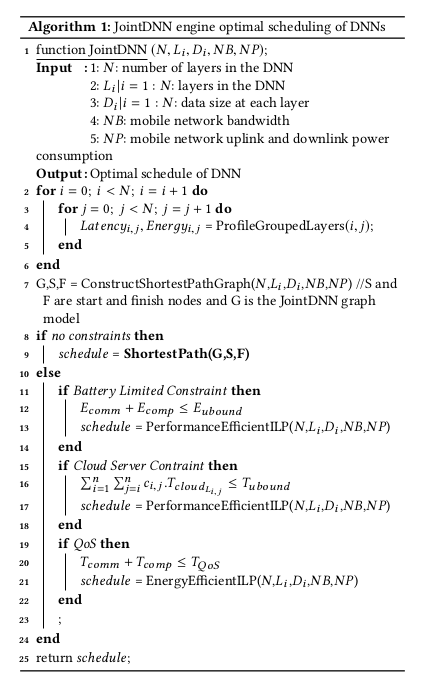 Algorithm 1: JointDNN engine optimal scheduling of DNNs
1 function JointDNN (N, L_i, D_i, NB, NP);
Input : 1: N: number of layers in the DNN
2: L_i|i = 1 : N: layers in the DNN
3: D_i|i = 1 : N: data size at each layer
4: NB: mobile network bandwidth
5: NP: mobile network uplink and downlink power
consumption
Output: Optimal schedule of DNN
2 for i = 0; i < N; i = i + 1 do
3 for j = 0; j < N; j = j + 1 do
4 Latency_{i,j}, Energy_{i,j} = ProfileGroupedLayers(i, j);
5 end
6 end
7 G,S,F = ConstructShortestPathGraph(N,L_i,D_i,NB,NP) //S and
F are start and finish nodes and G is the JointDNN graph
model
8 if no constraints then
9 schedule = ShortestPath(G,S,F)
10 else
11 if Battery Limited Constraint then
12 E_{comm} + E_{comp} ≤ E_{ubound}
13 schedule = PerformanceEfficientILP(N,L_i,D_i,NB,NP)
14 end
15 if Cloud Server Contraint then
16 ∑_{i=1}^{n} ∑_{j=i}^{n} c_{i,j}.T_{cloud_{L_{i,j}}} ≤ T_{ubound}
17 schedule = PerformanceEfficientILP(N,L_i,D_i,NB,NP)
18 end
19 if QoS then
20 T_{comm} + T_{comp} ≤ T_{QoS}
21 schedule = EnergyEfficientILP(N,L_i,D_i,NB,NP)
22 end
23 ;
24 end
25 return schedule;